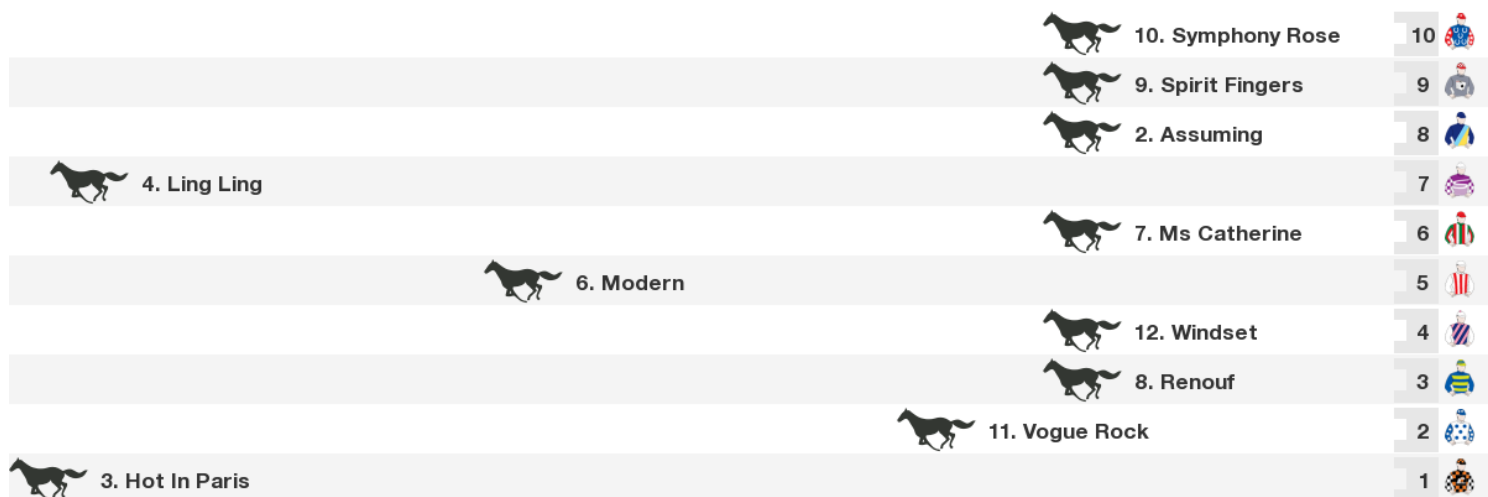 10. Symphony Rose 10
9. Spirit Fingers 9
2. Assuming 8
4. Ling Ling 7
7. Ms Catherine 6
6. Modern 5
12. Windset 4
8. Renouf 3
11. Vogue Rock 2
3. Hot In Paris 1